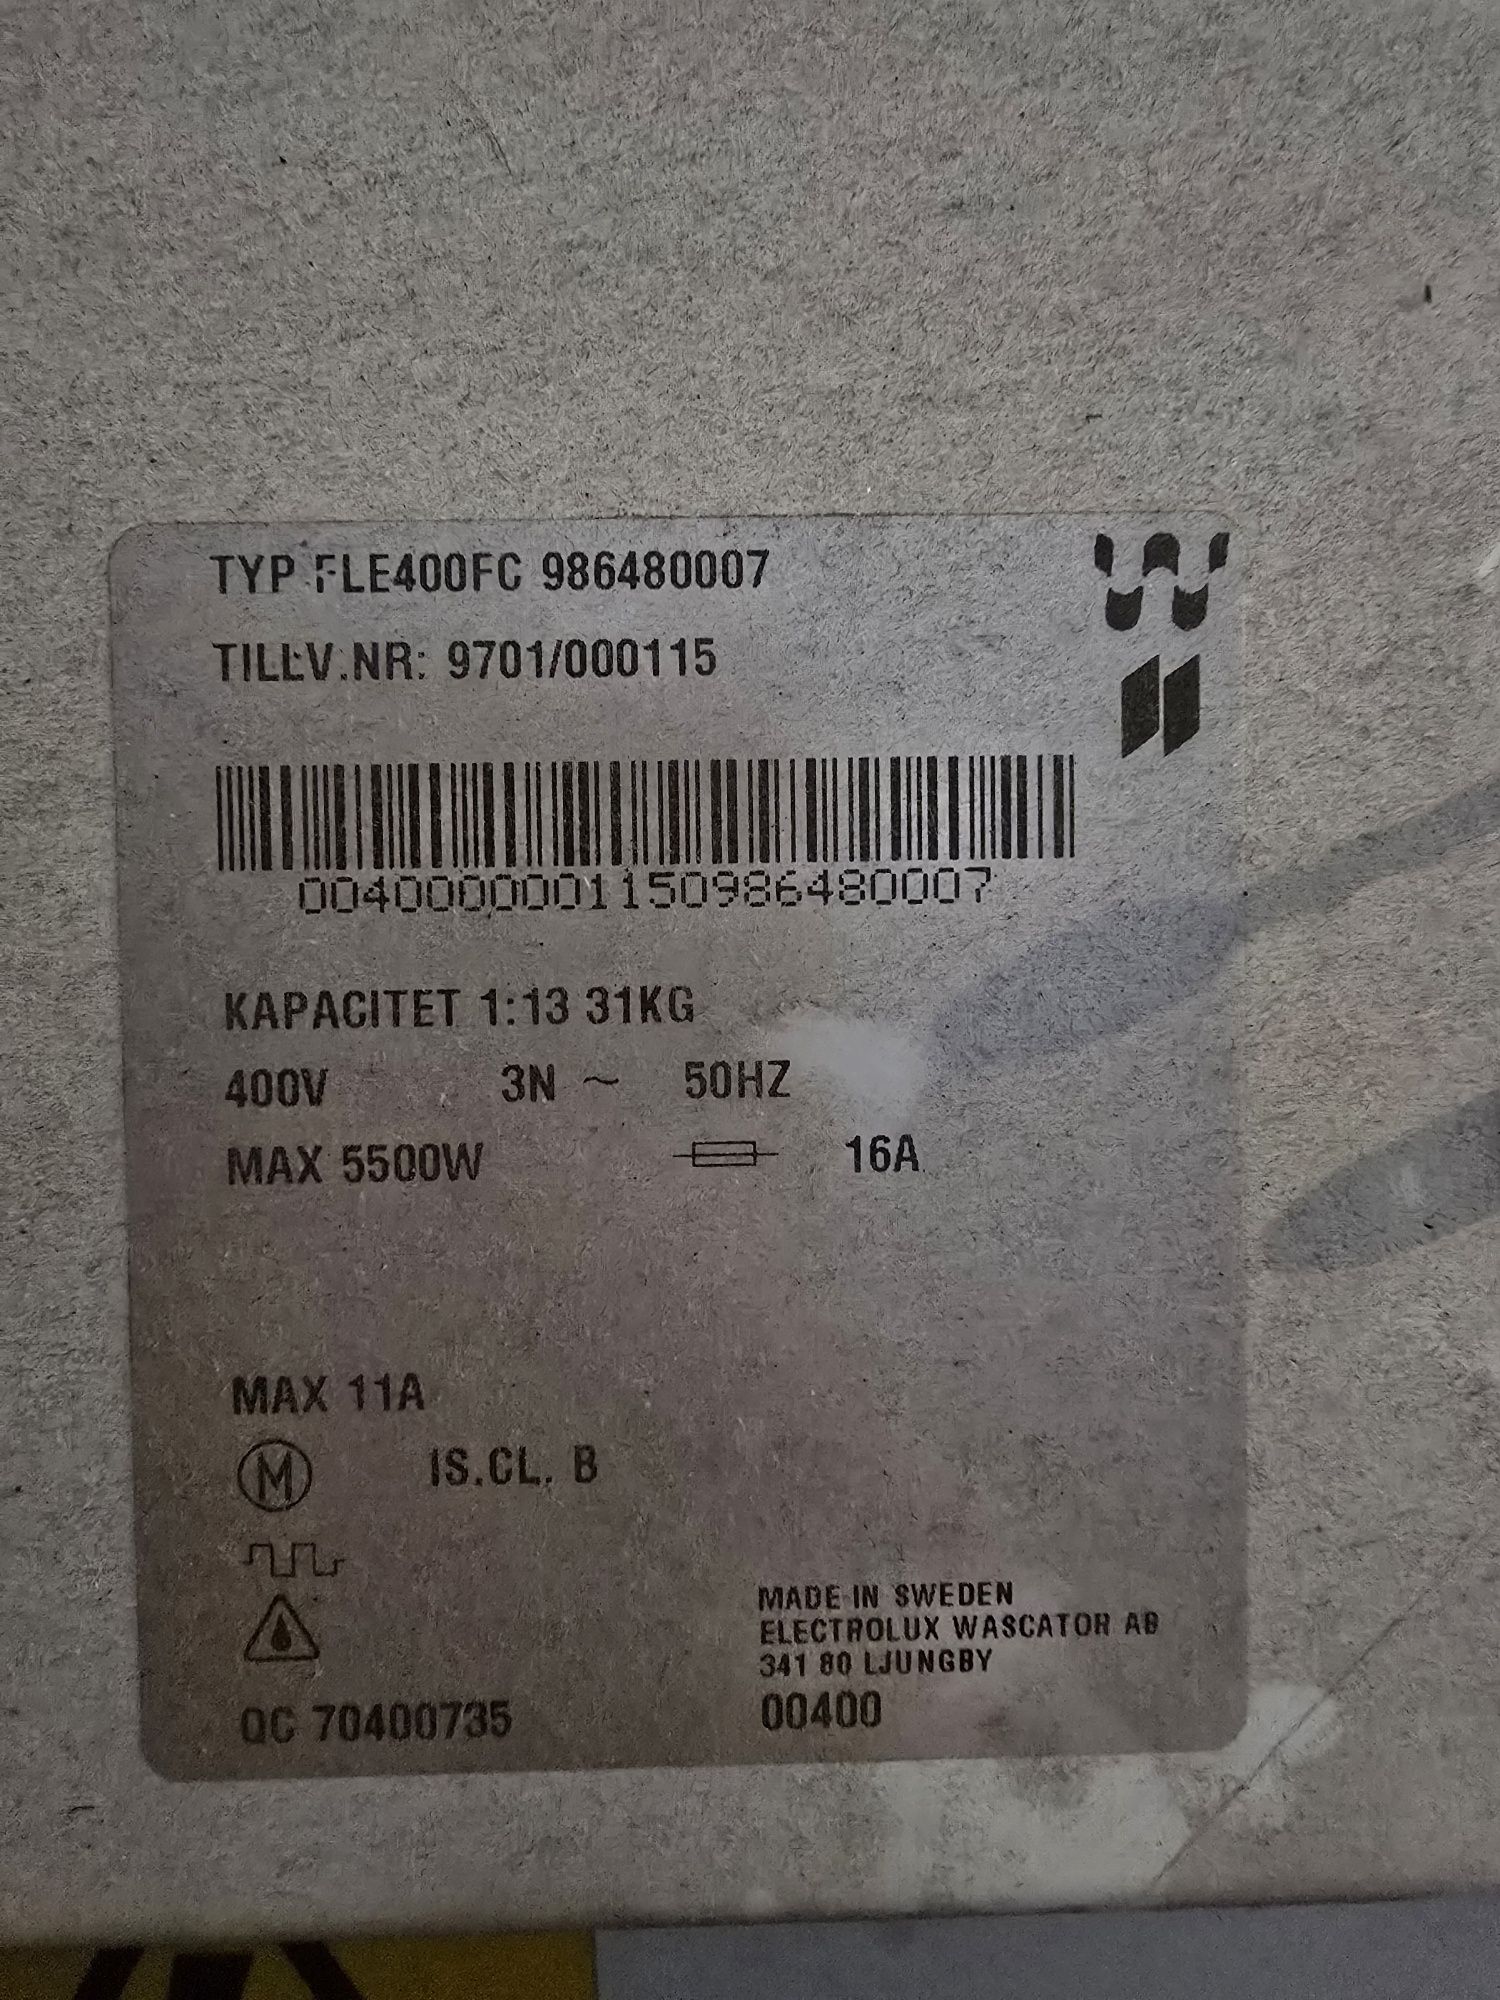 TYP FLE400FC 986480007
TILLV.NR: 9701/000115
0040000001150986480007
KAPACITET 1:13 31KG
400V 3N ~ 50HZ
MAX 5500W 16A
MAX 11A
M IS.CL. B
MADE IN SWEDEN
ELECTROLUX WASCATOR AB
341 80 LJUNGBY
QC 70400735 00400